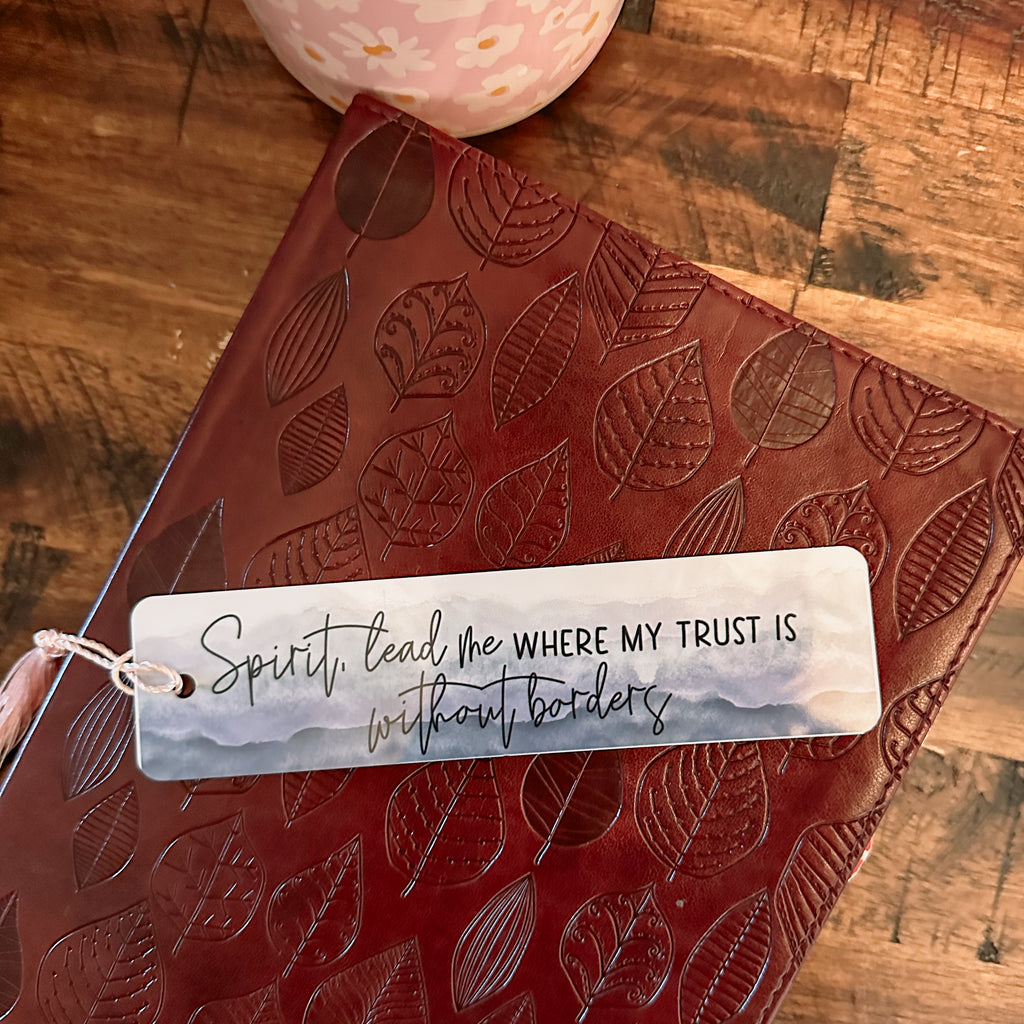 Spirit, lead me WHERE MY TRUST IS
without borders